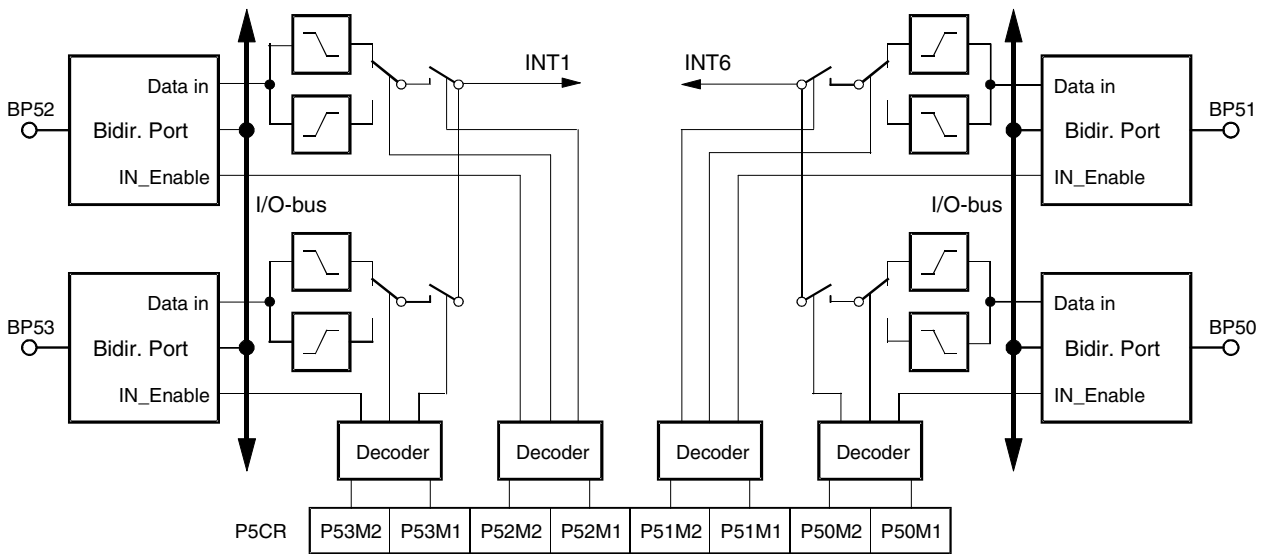 INT1
INT6
Data in
Data in
BP52
BP51
Bidir. Port
Bidir. Port
IN_Enable
IN_Enable
I/O-bus
I/O-bus
Data in
Data in
BP53
BP50
Bidir. Port
Bidir. Port
IN_Enable
IN_Enable
Decoder
Decoder
Decoder
Decoder
P5CR P53M2 P53M1 P52M2 P52M1 P51M2 P51M1 P50M2 P50M1